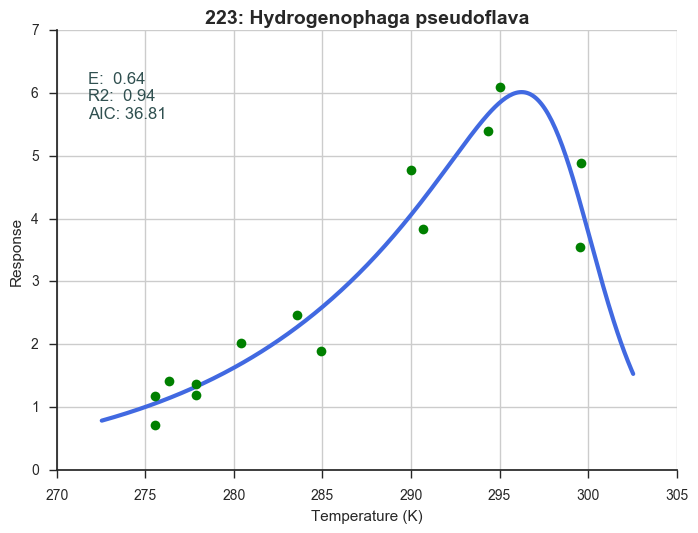 223: Hydrogenophaga pseudoflava
E:  0.64
R2:  0.94
AIC: 36.81
7
6
5
4
3
2
1
0
Response
270 275 280 285 290 295 300 305
Temperature (K)